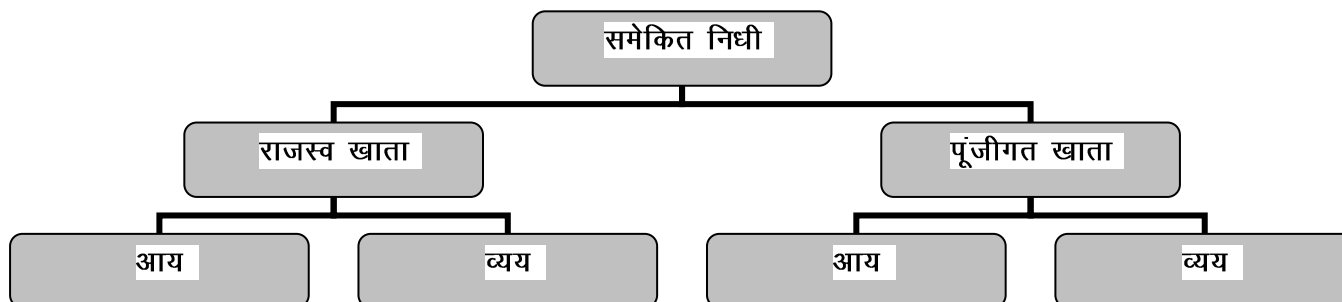 समेकित निधी
राजस्व खाता
पूंजीगत खाता
आय
व्यय
आय
व्यय